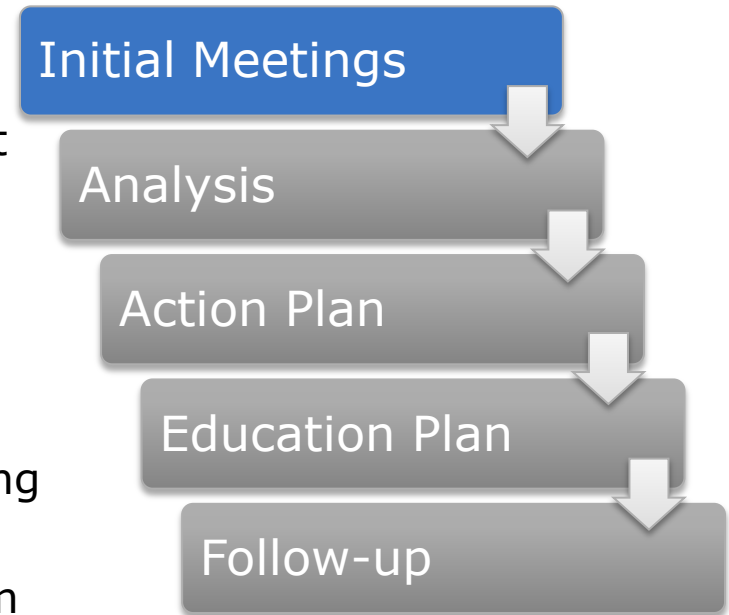 Initial Meetings
Analysis
Action Plan
Education Plan
Follow-up